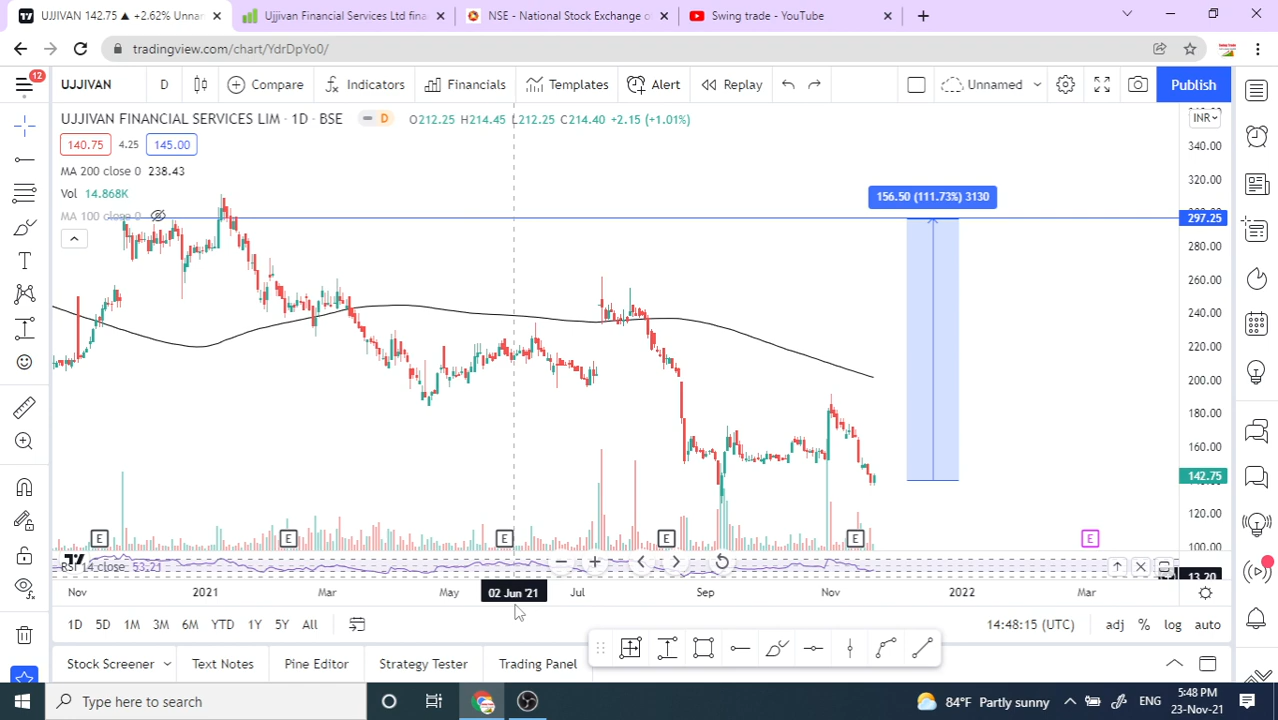 UJJIVAN 142.75 ▲ +2.62% Unnam
Ujjivan Financial Services Ltd finan
NSE - National Stock Exchange of
Swing trade - YouTube
tradingview.com/chart/YdrDpYo0/
12
UJJIVAN
D
Compare
Indicators
Financials
Templates
Alert
Replay
Unnamed
Publish
UJJIVAN FINANCIAL SERVICES LIM · 1D · BSE
D
O212.25 H214.45 L212.25 C214.40 +2.15 (+1.01%)
INR
140.75
4.25
145.00
MA 200 close 0 238.43
Vol 14.868K
MA 100 close 0
156.50 (111.73%) 3130
340.00
320.00
297.25
280.00
260.00
240.00
220.00
200.00
180.00
160.00
142.75
120.00
100.00
E
E
E
E
E
E
RSI 14 close 53.21
13.20
Nov
2021
Mar
May
02 Jun '21
Jul
Sep
Nov
2022
Mar
1D
5D
1M
3M
6M
YTD
1Y
5Y
All
14:48:15 (UTC)
adj
%
log
auto
Stock Screener
Text Notes
Pine Editor
Strategy Tester
Trading Panel
Type here to search
84°F Partly sunny
ENG
5:48 PM
23-Nov-21